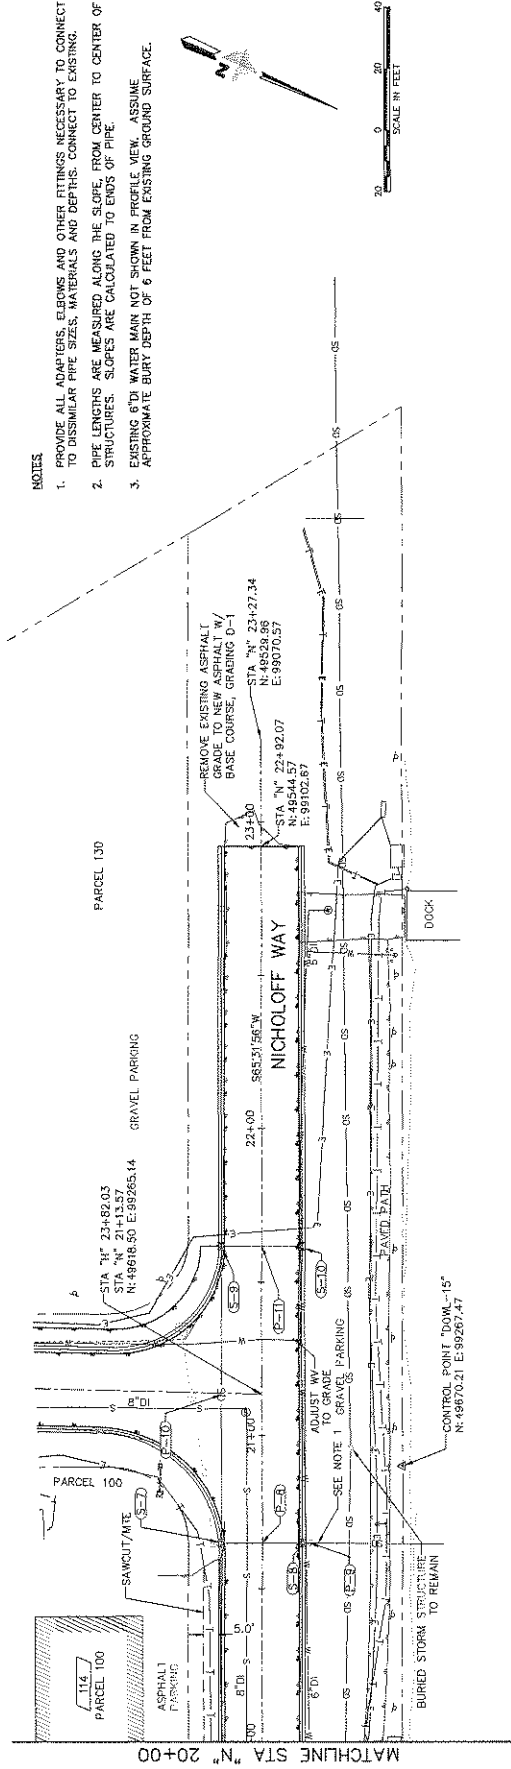 NOTES
1. PROVIDE ALL ADAPTERS, ELBOWS AND OTHER FITTINGS NECESSARY TO CONNECT
TO DISSIMILAR PIPE SIZES, MATERIALS AND DEPTHS. CONNECT TO EXISTING.
2. PIPE LENGTHS ARE MEASURED ALONG THE SLOPE, FROM CENTER TO CENTER OF
STRUCTURES. SLOPES ARE CALCULATED TO ENDS OF PIPE.
3. EXISTING 6"DI WATER MAIN NOT SHOWN IN PROFILE VIEW. ASSUME
APPROXIMATE BURY DEPTH OF 6 FEET FROM EXISTING GROUND SURFACE.
N
20 0 20 40
SCALE IN FEET
PARCEL 130
REMOVE EXISTING ASPHALT
GRADE TO NEW ASPHALT W/
BASE COURSE, GRADING D-1
STA "N" 23+27.34
N: 49529.96
E: 99070.57
STA "N" 22+92.07
N: 49544.57
E: 99102.67
23+00
NICHOLOFF WAY
S65°31'56"W
22+00
DOCK
GRAVEL PARKING
STA "H" 23+82.03
STA "N" 21+13.57
N: 49618.50 E: 99265.14
S-9
P-11
S-10
8"DI
P-10
21+00
ADJUST WV
TO GRADE
GRAVEL PARKING
SEE NOTE 1
PAVED PATH
CONTROL POINT "DOWL-15"
N: 49670.21 E: 99267.47
PARCEL 100
S-7
SAWCUT/MTE
P-8
S-8
P-9
BURIED STORM STRUCTURE
TO REMAIN
114
PARCEL 100
ASPHALT
PARKING
5.0'
8"DI
6"DI
MATCHLINE STA "N" 20+00